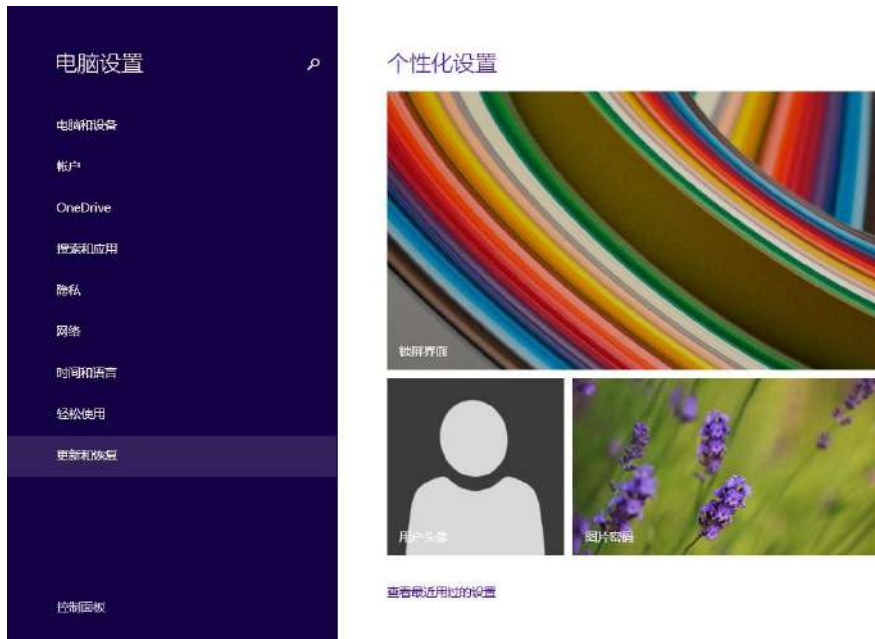 电脑设置
电脑和设备
帐户
OneDrive
搜索和应用
隐私
网络
时间和语言
轻松使用
更新和恢复
控制面板
个性化设置
锁屏界面
用户头像
图片密码
查看最近用过的设置